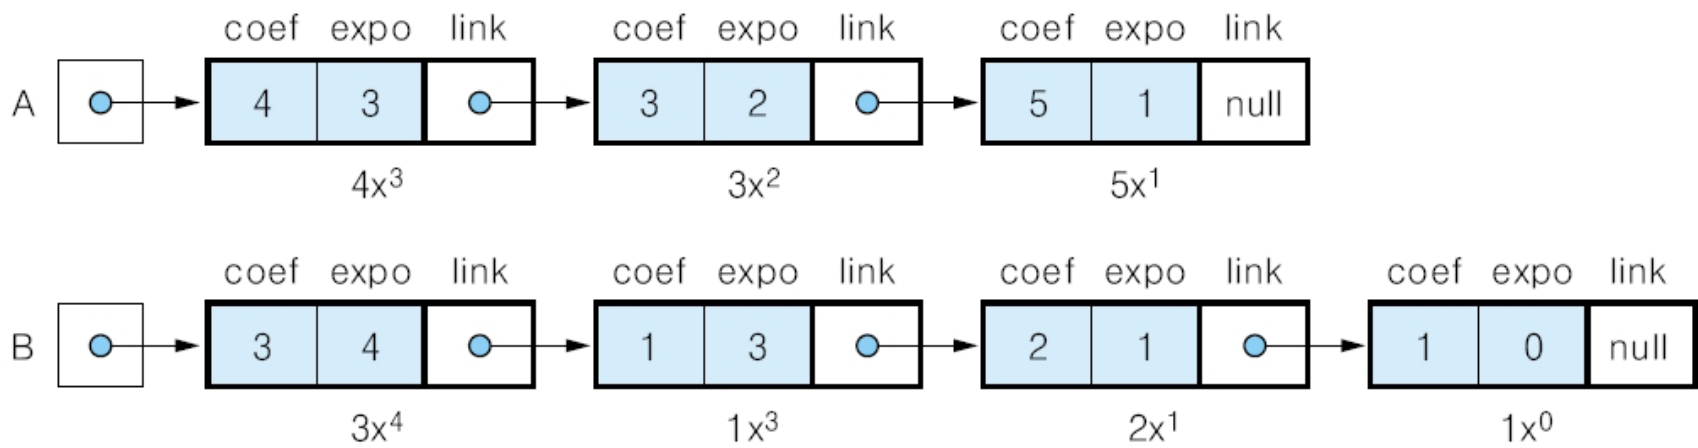 coef expo link coef expo link coef expo link
A 4 3 3 2 5 1 null
4x³ 3x² 5x¹
coef expo link coef expo link coef expo link coef expo link
B 3 4 1 3 2 1 1 0 null
3x⁴ 1x³ 2x¹ 1x⁰